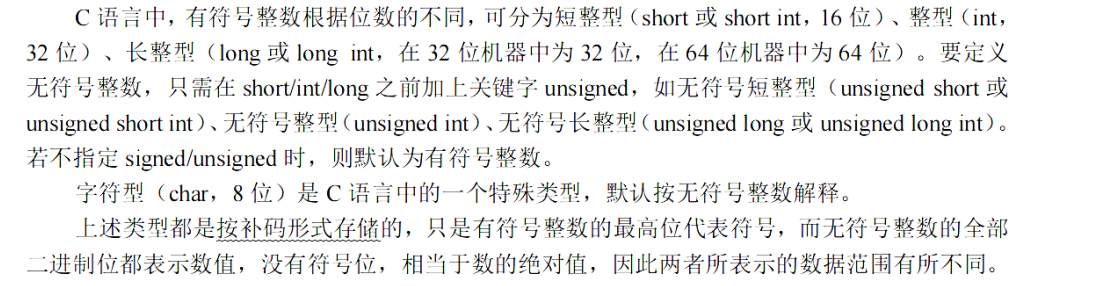 C 语言中，有符号整数根据位数的不同，可分为短整型（short 或 short int，16 位）、整型（int，
32 位）、长整型（long 或 long int，在 32 位机器中为 32 位，在 64 位机器中为 64 位）。要定义
无符号整数，只需在 short/int/long 之前加上关键字 unsigned，如无符号短整型（unsigned short 或
unsigned short int）、无符号整型（unsigned int）、无符号长整型（unsigned long 或 unsigned long int）。
若不指定 signed/unsigned 时，则默认为有符号整数。
字符型（char，8 位）是 C 语言中的一个特殊类型，默认按无符号整数解释。
上述类型都是按补码形式存储的，只是有符号整数的最高位代表符号，而无符号整数的全部
二进制位都表示数值，没有符号位，相当于数的绝对值，因此两者所表示的数据范围有所不同。